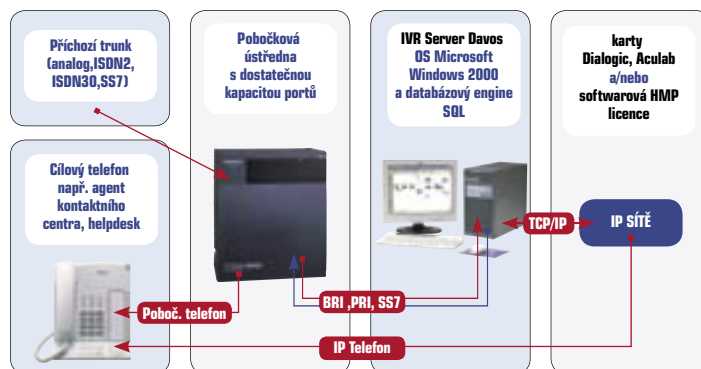 Příchozí trunk
(analog,ISDN2,
ISDN30,SS7)
Pobočková
ústředna
s dostatečnou
kapacitou portů
IVR Server Davos
OS Microsoft
Windows 2000
a databázový engine
SQL
karty
Dialogic, Aculab
a/nebo
softwarová HMP
licence
Cílový telefon
např. agent
kontaktního
centra, helpdesk
TCP/IP
IP SÍTĚ
BRI ,PRI, SS7
Poboč. telefon
IP Telefon